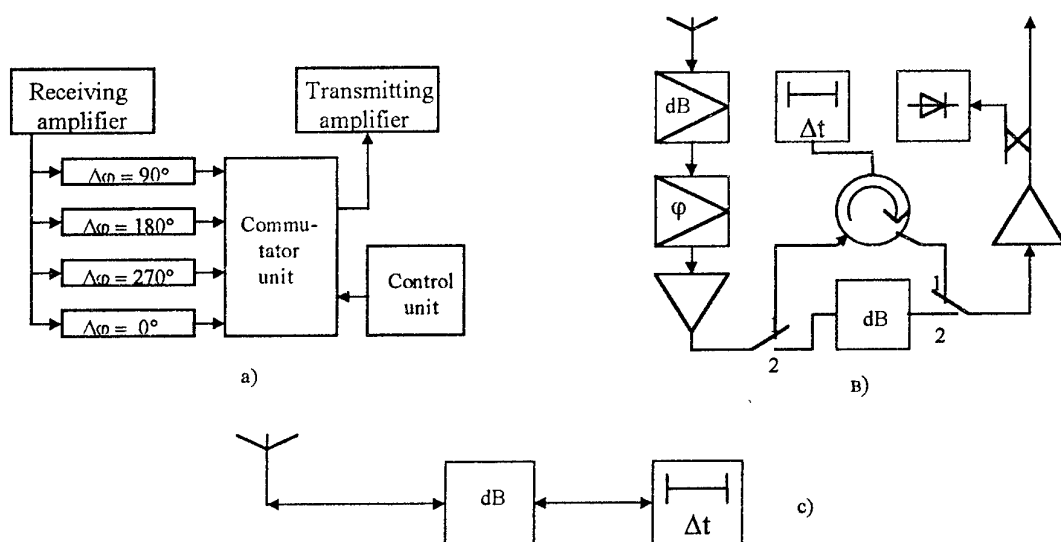 Receiving
amplifier
Transmitting
amplifier
Δφ = 90°
Δφ = 180°
Δφ = 270°
Δφ = 0°
Commu-
tator
unit
Control
unit
a)
dB
φ
Δt
1
2
dB
1
2
в)
dB
Δt
c)